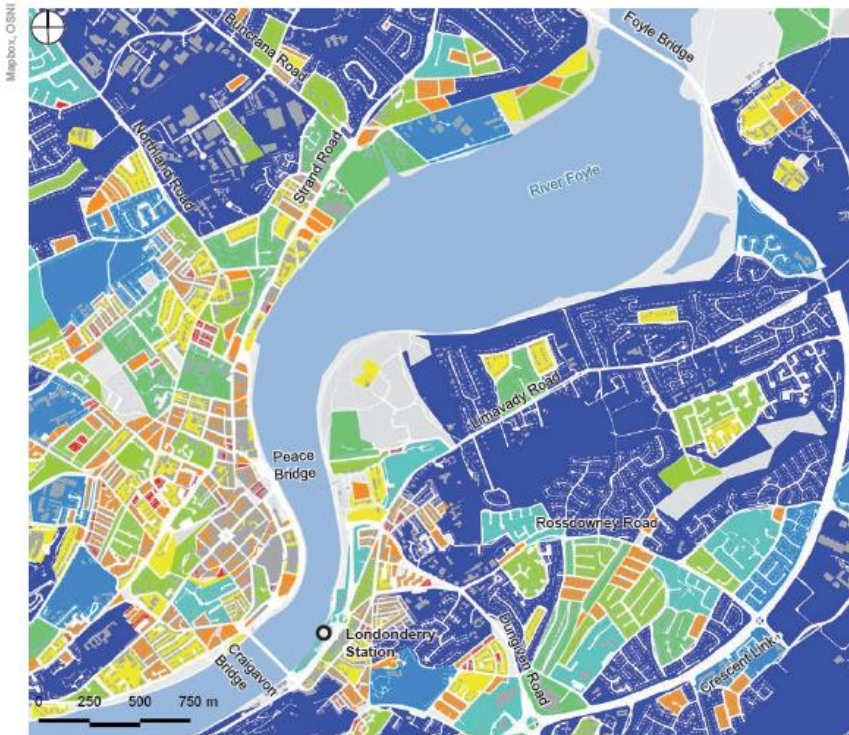 Mapbox, OSNI
Buncrana Road
Foyle Bridge
Northland Road
Strand Road
River Foyle
Limavady Road
Peace
Bridge
Rossdowney Road
Londonderry
Station
Dungiven Road
Craigavon
Bridge
Crescent Link
0 250 500 750 m